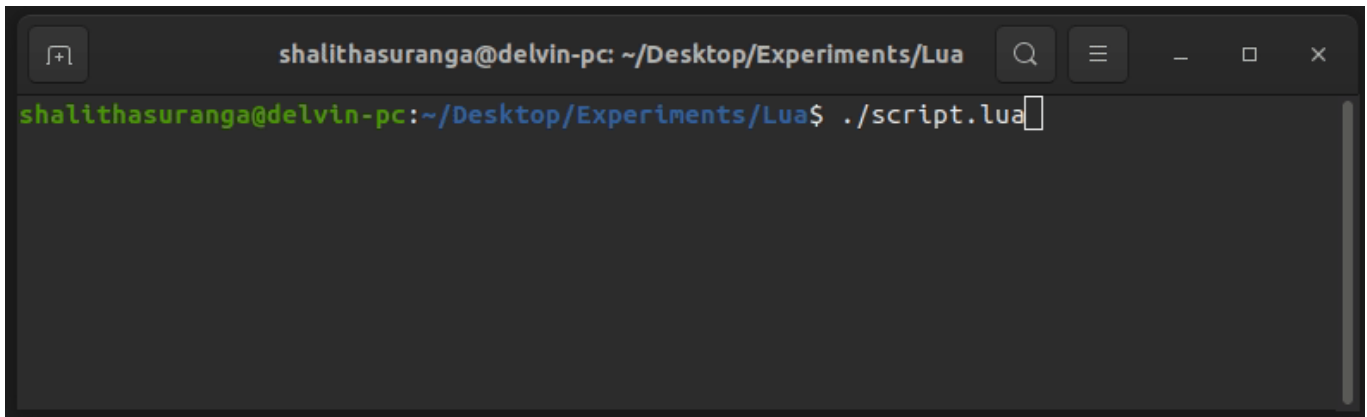 shalithasuranga@delvin-pc: ~/Desktop/Experiments/Lua
shalithasuranga@delvin-pc:~/Desktop/Experiments/Lua$ ./script.lua